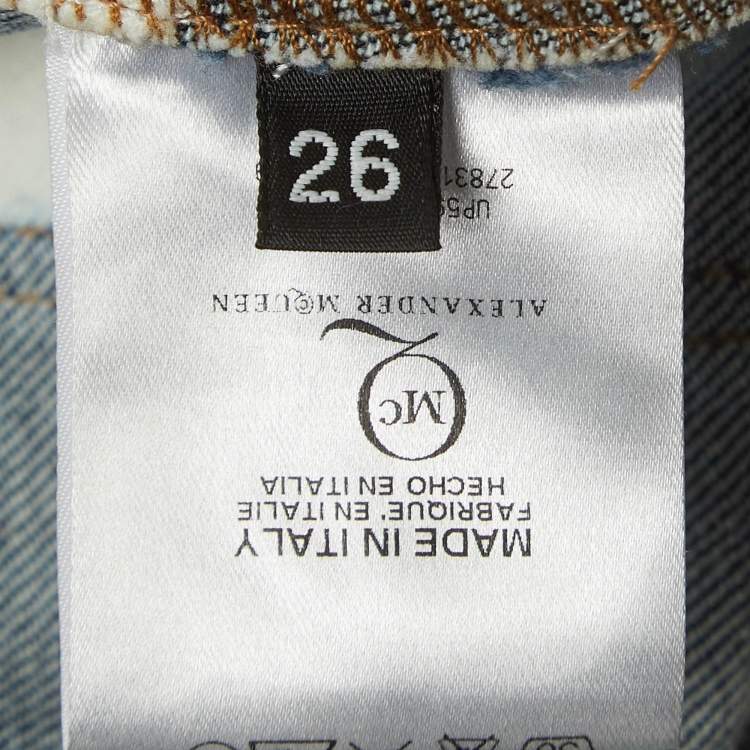 26
MADE IN ITALY
FABRIQUE' EN ITALIE
HECHO EN ITALIA
McQ
ALEXANDER McQUEEN